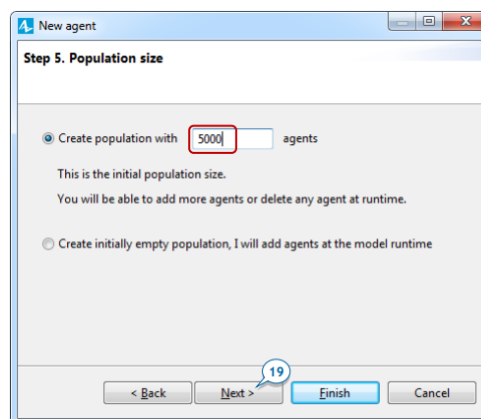 New agent
Step 5. Population size
Create population with 5000 agents
This is the initial population size.
You will be able to add more agents or delete any agent at runtime.
Create initially empty population, I will add agents at the model runtime
19
< Back Next > Finish Cancel